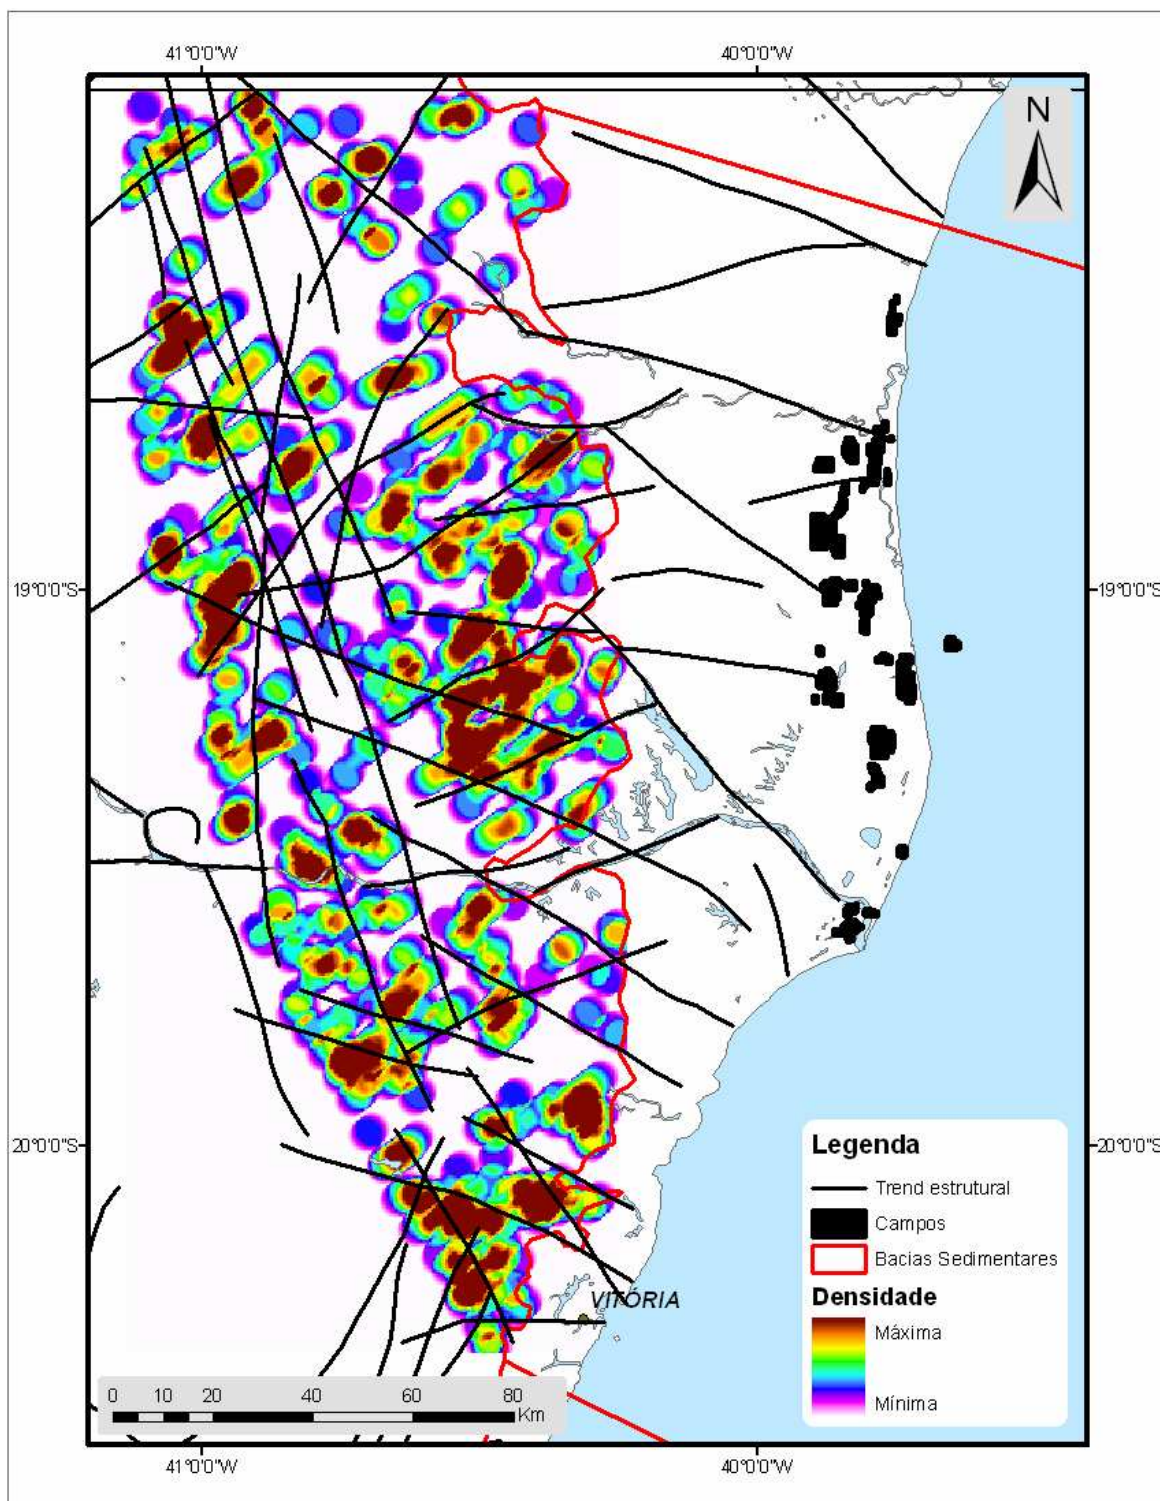 41°0'0"W 40°0'0"W
N
19°0'0"S 19°0'0"S
20°0'0"S 20°0'0"S
Legenda
Trend estrutural
Campos
Bacias Sedimentares
Densidade
Máxima
Mínima
VITÓRIA
0 10 20 40 60 80
Km
41°0'0"W 40°0'0"W